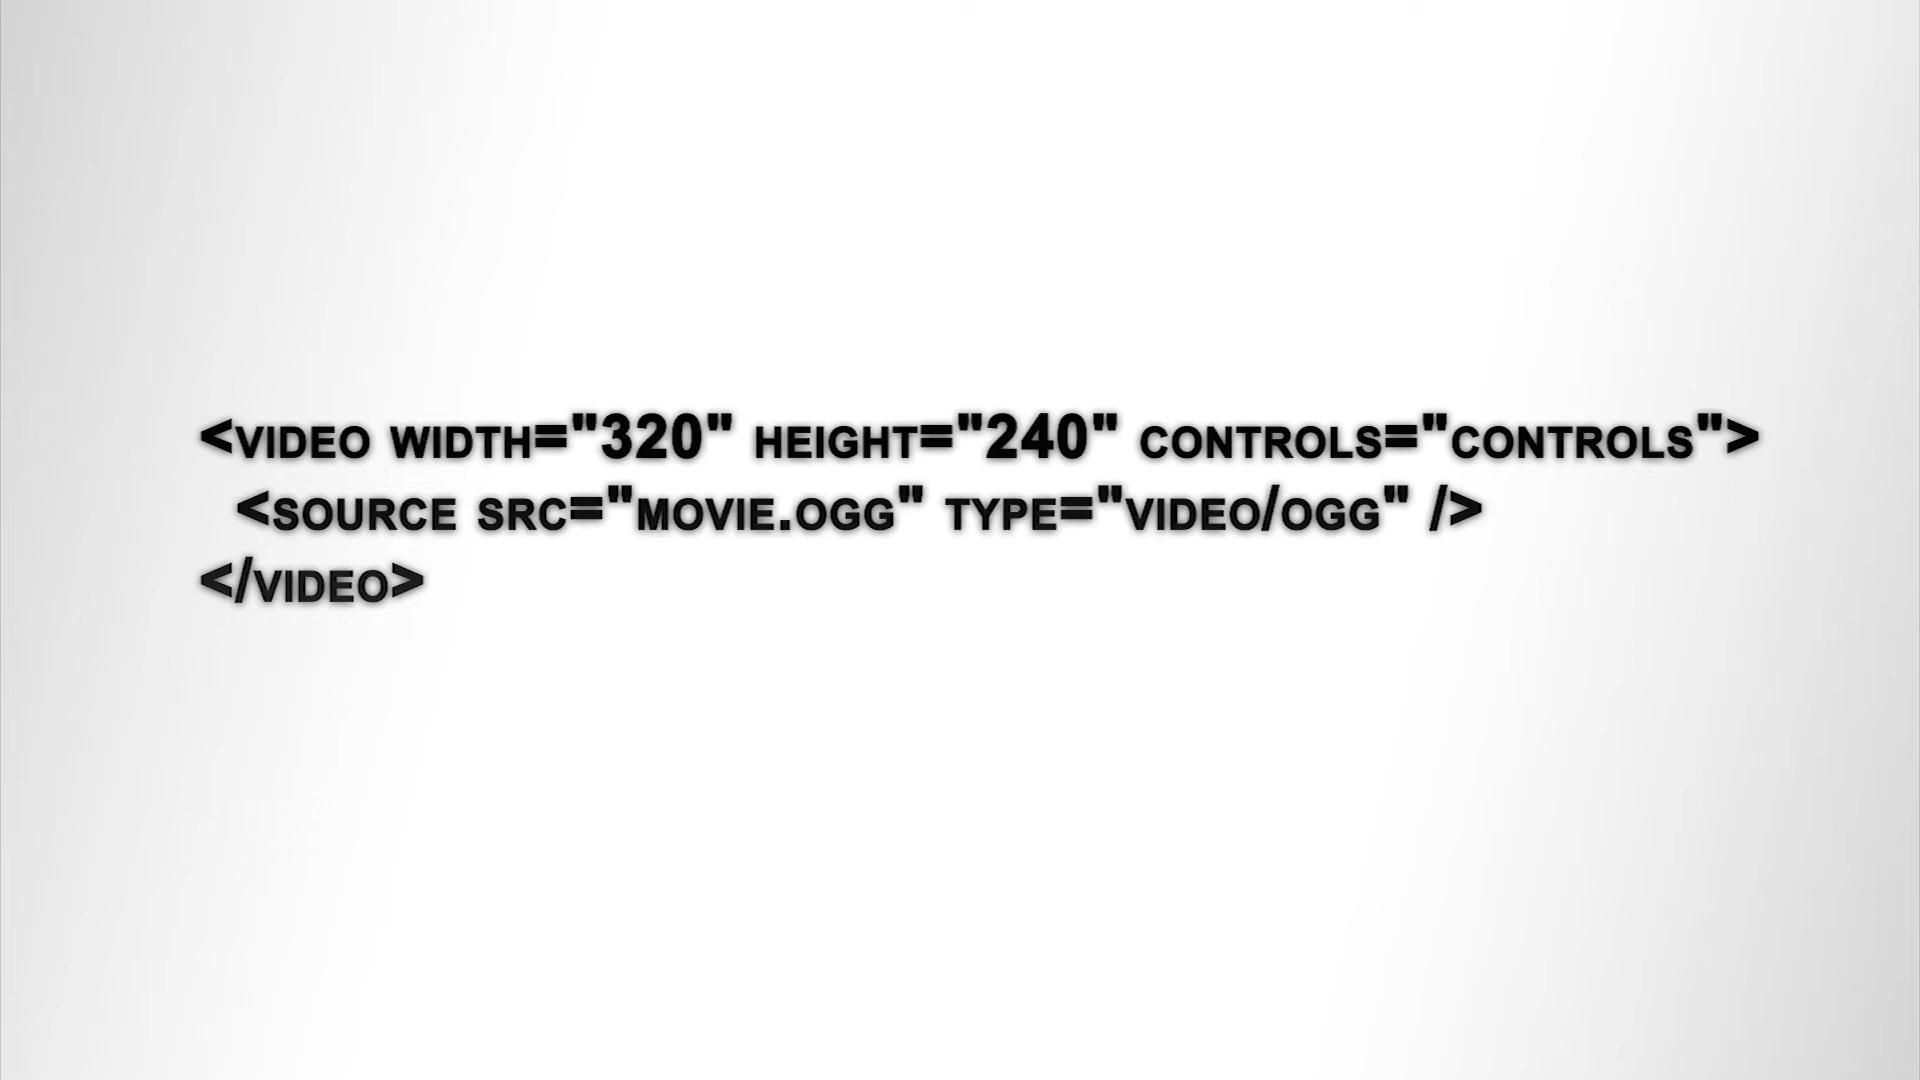 <VIDEO WIDTH="320" HEIGHT="240" CONTROLS="CONTROLS">
<SOURCE SRC="MOVIE.OGG" TYPE="VIDEO/OGG" />
</VIDEO>